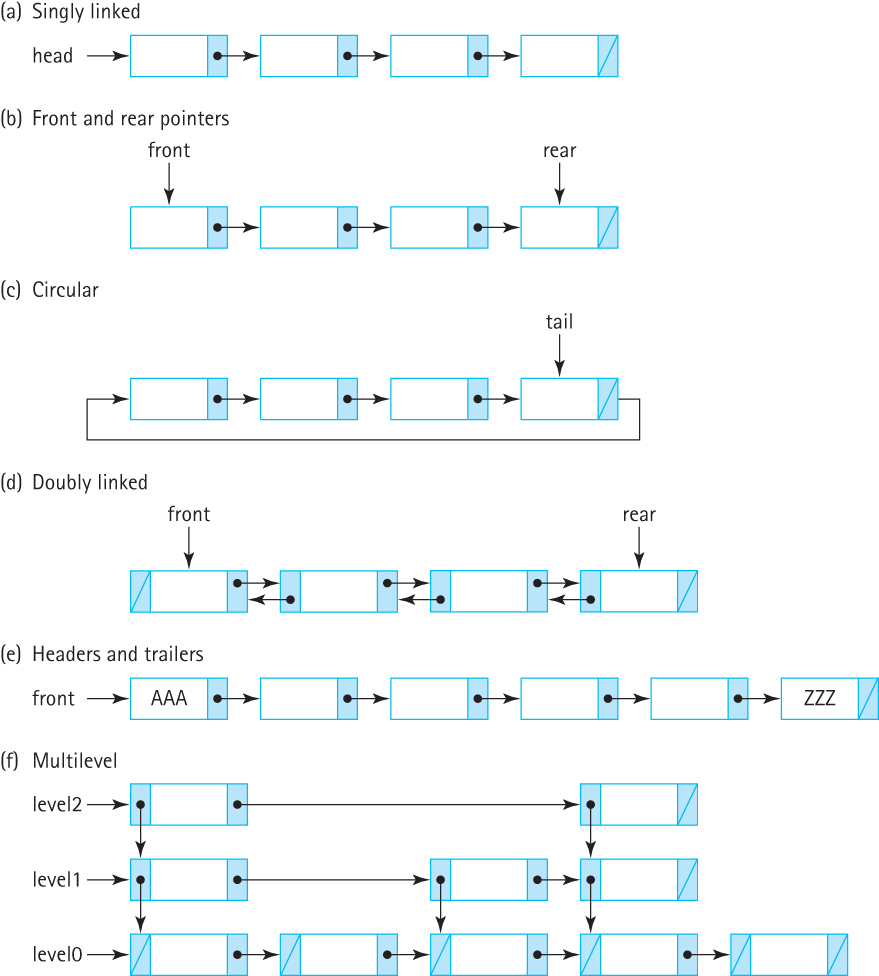 (a) Singly linked
head
(b) Front and rear pointers
front rear
(c) Circular
tail
(d) Doubly linked
front rear
(e) Headers and trailers
front AAA ZZZ
(f) Multilevel
level2
level1
level0